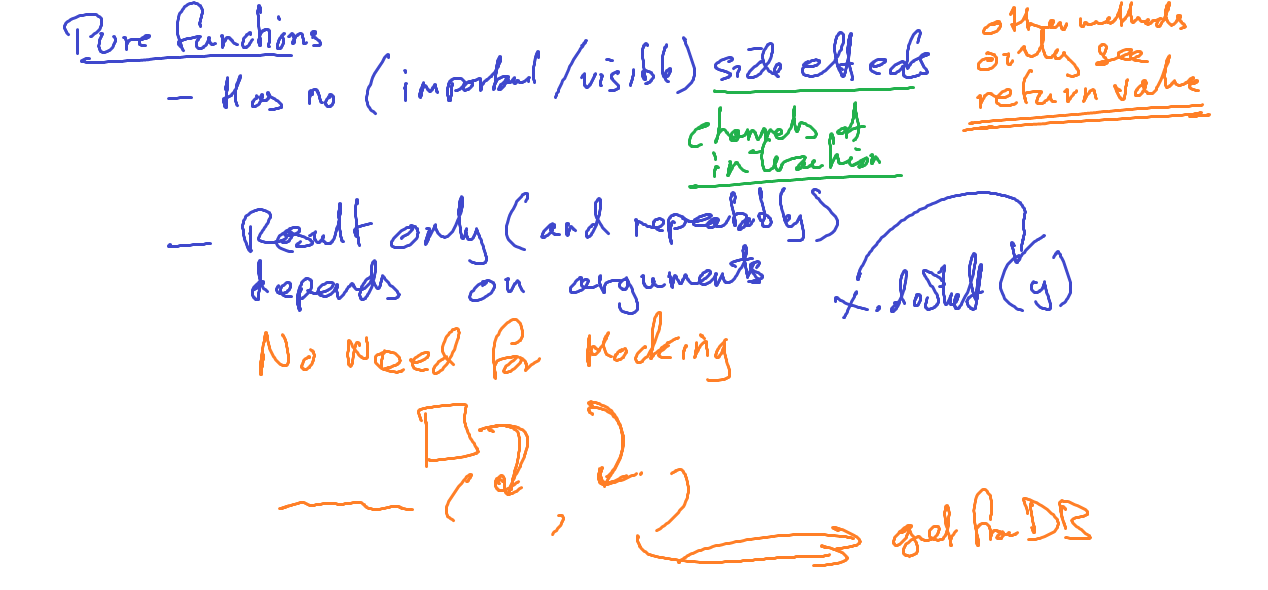 Pure functions
- Has no (important/visible) side effects
other methods
only see
return value
channels of
interaction
- Result only (and repeatably)
depends on arguments
x.doStuff(y)
No Need for Mocking
( , )
get from DB